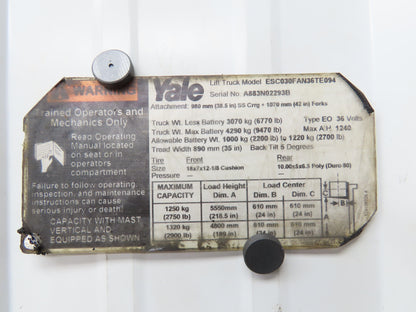 WARNING
Trained Operators and
Mechanics Only
Read Operating
Manual located
on seat or in
operators
compartment
Failure to follow operating,
inspection, and maintenance
instructions can cause
serious injury or death!
CAPACITY WITH MAST
VERTICAL AND
EQUIPPED AS SHOWN
Yale
Lift Truck Model ESC030FAN36TE094
Serial No. A883N02293B
Attachment: 980 mm (38.5 in) SS Crrg + 1070 mm (42 in) Forks
Truck Wt. Less Battery 3070 kg (6770 lb) Type EO 36 Volts
Truck Wt. Max Battery 4290 kg (9470 lb) Max A.H. 1240
Allowable Battery Wt. 1000 kg (2200 lb) to 1220 kg (2700 lb)
Tread Width 890 mm (35 in) Back Tilt 5 Degrees
Tire Front Rear
Size 18x7x12-1/8 Cushion 10.00x5x6.5 Poly (Duro 50)
Pressure — —
MAXIMUM CAPACITY Load Height Dim. A Load Center Dim. B Dim. C
1250 kg (2750 lb) 5550mm (218.5 in) 610 mm (24 in) 610 mm (24 in)
1320 kg (2900 lb) 4800 mm (189 in) 610 mm (24 in) 610 mm (24 in)
C
B
A